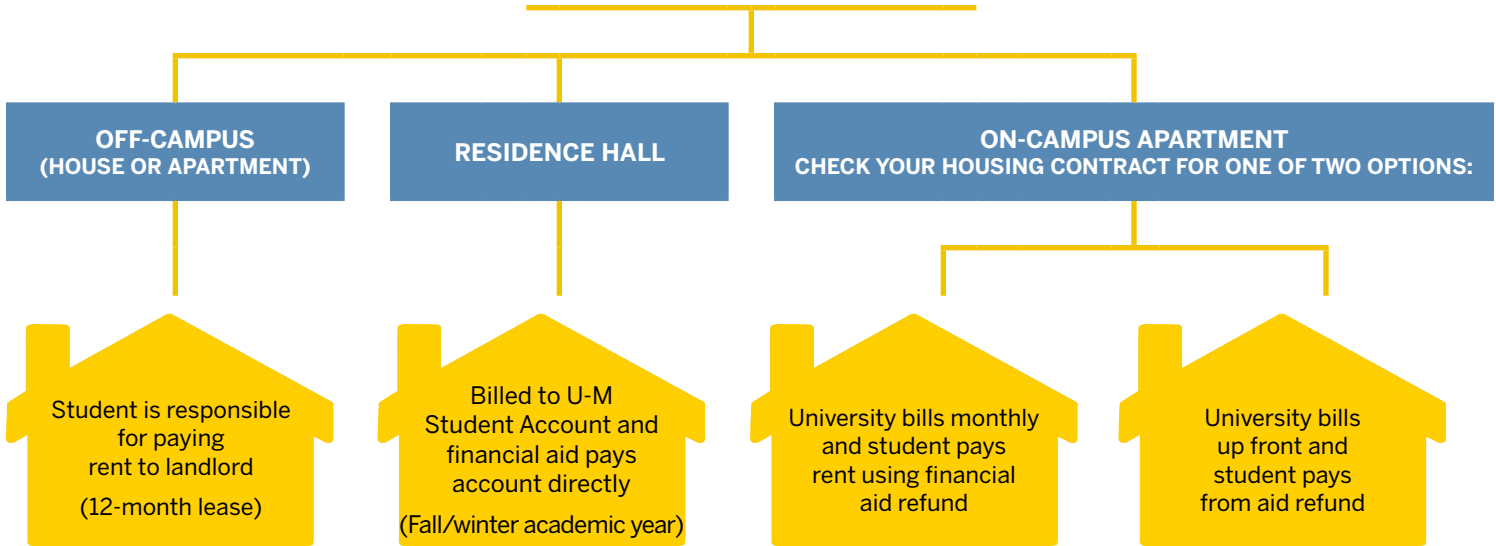 OFF-CAMPUS
(HOUSE OR APARTMENT)
RESIDENCE HALL
ON-CAMPUS APARTMENT
CHECK YOUR HOUSING CONTRACT FOR ONE OF TWO OPTIONS:
Student is responsible
for paying
rent to landlord
(12-month lease)
Billed to U-M
Student Account and
financial aid pays
account directly
(Fall/winter academic year)
University bills monthly
and student pays
rent using financial
aid refund
University bills
up front and
student pays
from aid refund